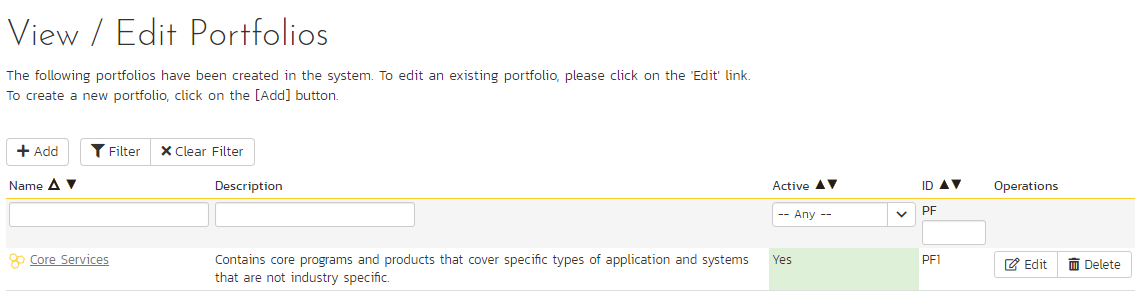 View / Edit Portfolios
The following portfolios have been created in the system. To edit an existing portfolio, please click on the 'Edit' link.
To create a new portfolio, click on the [Add] button.
Add Filter Clear Filter
Name Description Active ID Operations
-- Any -- PF
Core Services Contains core programs and products that cover specific types of application and systems Yes PF1 Edit Delete
that are not industry specific.